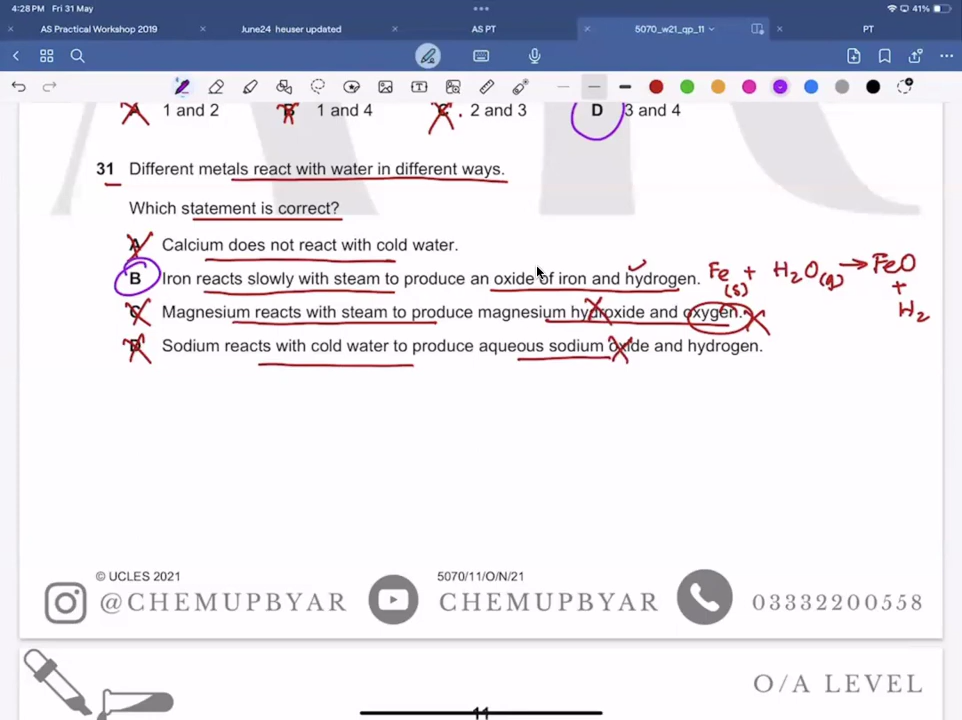 4:28 PM Fri 31 May
41%
AS Practical Workshop 2019
June24 heuser updated
AS PT
5070_w21_qp_11
PT
A 1 and 2 B 1 and 4 C 2 and 3 D 3 and 4
31 Different metals react with water in different ways.
Which statement is correct?
A Calcium does not react with cold water.
B Iron reacts slowly with steam to produce an oxide of iron and hydrogen.
Fe(s) + H₂O(g) → FeO
+
H₂
C Magnesium reacts with steam to produce magnesium hydroxide and oxygen.
D Sodium reacts with cold water to produce aqueous sodium oxide and hydrogen.
© UCLES 2021
5070/11/O/N/21
@CHEMUPBYAR
CHEMUPBYAR
03332200558
O/A LEVEL
11